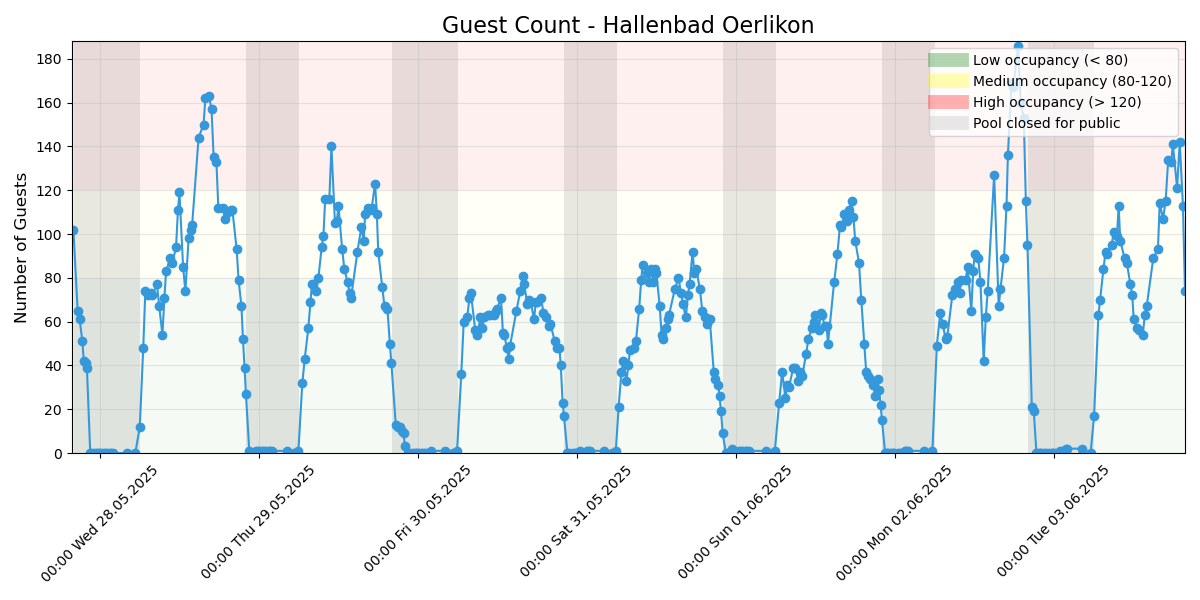 Guest Count - Hallenbad Oerlikon
Number of Guests
180
160
140
120
100
80
60
40
20
0
Low occupancy (< 80)
Medium occupancy (80-120)
High occupancy (> 120)
Pool closed for public
00:00 Wed 28.05.2025
00:00 Thu 29.05.2025
00:00 Fri 30.05.2025
00:00 Sat 31.05.2025
00:00 Sun 01.06.2025
00:00 Mon 02.06.2025
00:00 Tue 03.06.2025